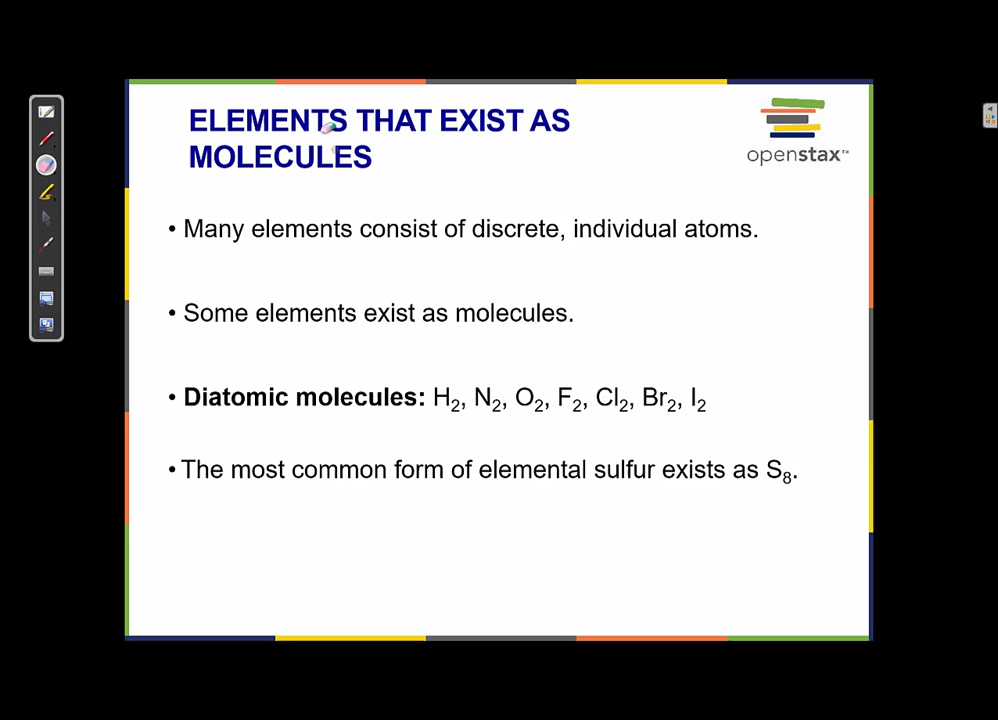 ELEMENTS THAT EXIST AS
MOLECULES
openstax™
• Many elements consist of discrete, individual atoms.
• Some elements exist as molecules.
• Diatomic molecules: H₂, N₂, O₂, F₂, Cl₂, Br₂, I₂
• The most common form of elemental sulfur exists as S₈.